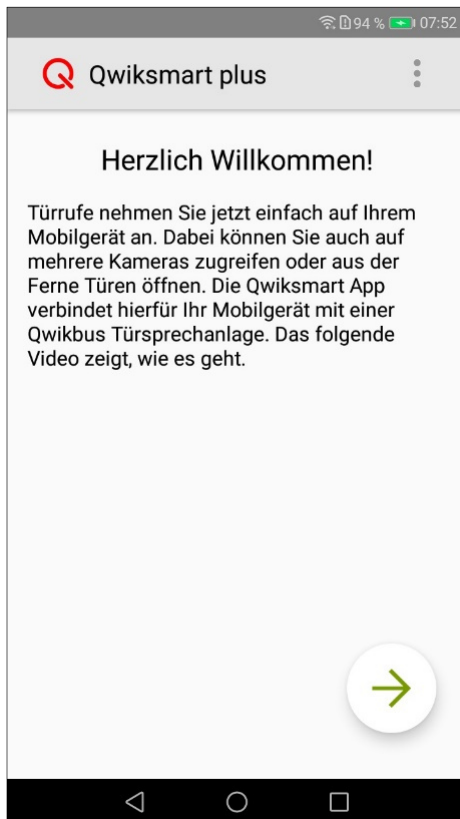 94 % 07:52
Qwiksmart plus
Herzlich Willkommen!
Türrufe nehmen Sie jetzt einfach auf Ihrem
Mobilgerät an. Dabei können Sie auch auf
mehrere Kameras zugreifen oder aus der
Ferne Türen öffnen. Die Qwiksmart App
verbindet hierfür Ihr Mobilgerät mit einer
Qwikbus Türsprechanlage. Das folgende
Video zeigt, wie es geht.